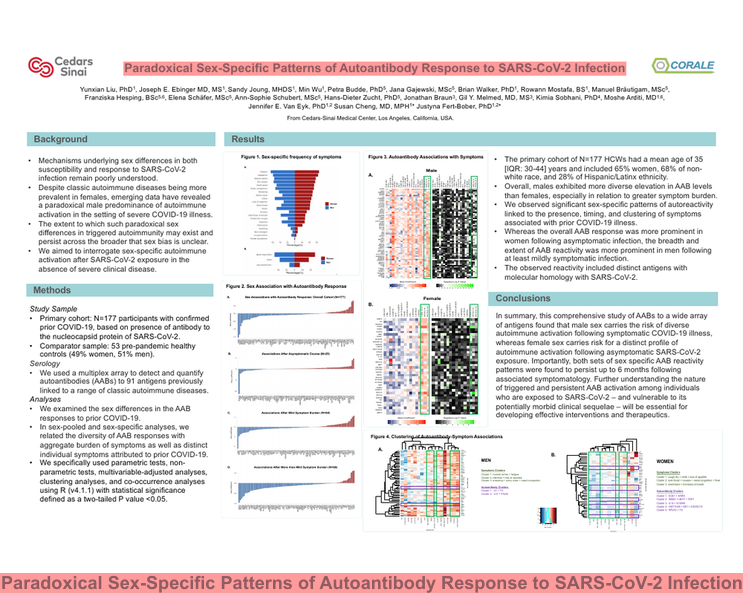 Cedars
Sinai
Paradoxical Sex-Specific Patterns of Autoantibody Response to SARS-CoV-2 Infection
CORALE
Yunxian Liu, PhD¹, Joseph E. Ebinger MD, MS¹, Sandy Joung, MHDS¹, Min Wu¹, Petra Budde, PhD⁵, Jana Gajewski, MSc⁵, Brian Walker, PhD¹, Rowann Mostafa, BS¹, Manuel Bräutigam, MSc⁵,
Franziska Hesping, BSc⁵,⁶, Elena Schäfer, MSc⁵, Ann-Sophie Schubert, MSc⁵, Hans-Dieter Zucht, PhD⁵, Jonathan Braun³, Gil Y. Melmed, MD, MS³, Kimia Sobhani, PhD⁴, Moshe Arditi, MD¹,⁶,
Jennifer E. Van Eyk, PhD¹,² Susan Cheng, MD, MPH¹* Justyna Fert-Bober, PhD¹,²*
From Cedars-Sinai Medical Center, Los Angeles, California, USA.
Background
• Mechanisms underlying sex differences in both
susceptibility and response to SARS-CoV-2
infection remain poorly understood.
• Despite classic autoimmune diseases being more
prevalent in females, emerging data have revealed
a paradoxical male predominance of autoimmune
activation in the setting of severe COVID-19 illness.
• The extent to which such paradoxical sex
differences in triggered autoimmunity may exist and
persist across the broader that sex bias is unclear.
• We aimed to interrogate sex-specific autoimmune
activation after SARS-CoV-2 exposure in the
absence of severe clinical disease.
Methods
Study Sample
• Primary cohort: N=177 participants with confirmed
prior COVID-19, based on presence of antibody to
the nucleocapsid protein of SARS-CoV-2.
• Comparator sample: 53 pre-pandemic healthy
controls (49% women, 51% men).
Serology
• We used a multiplex array to detect and quantify
autoantibodies (AABs) to 91 antigens previously
linked to a range of classic autoimmune diseases.
Analyses
• We examined the sex differences in the AAB
responses to prior COVID-19.
• In sex-pooled and sex-specific analyses, we
related the diversity of AAB responses with
aggregate burden of symptoms as well as distinct
individual symptoms attributed to prior COVID-19.
• We specifically used parametric tests, non-
parametric tests, multivariable-adjusted analyses,
clustering analyses, and co-occurrence analyses
using R (v4.1.1) with statistical significance
defined as a two-tailed P value <0.05.
Results
Figure 1. Sex-specific frequency of symptoms
Figure 2. Sex Association with Autoantibody Response
A.
Sex Associations with Autoantibody Response: Overall Cohort (N=177)
B.
Associations After Asymptomatic Course
C.
Associations After Mild Symptom Burden
D.
Figure 3. Autoantibody Associations with Symptoms
Male
A.
Female
B.
Figure 4. Clustering of Autoantibody-Symptom Associations
A.
MEN
B.
WOMEN
• The primary cohort of N=177 HCWs had a mean age of 35
[IQR: 30-44] years and included 65% women, 68% of non-
white race, and 28% of Hispanic/Latinx ethnicity.
• Overall, males exhibited more diverse elevation in AAB levels
than females, especially in relation to greater symptom burden.
• We observed significant sex-specific patterns of autoreactivity
linked to the presence, timing, and clustering of symptoms
associated with prior COVID-19 illness.
• Whereas the overall AAB response was more prominent in
women following asymptomatic infection, the breadth and
extent of AAB reactivity was more prominent in men following
at least mildly symptomatic infection.
• The observed reactivity included distinct antigens with
molecular homology with SARS-CoV-2.
Conclusions
In summary, this comprehensive study of AABs to a wide array
of antigens found that male sex carries the risk of diverse
autoimmune activation following symptomatic COVID-19 illness,
whereas female sex carries risk for a distinct profile of
autoimmune activation following asymptomatic SARS-CoV-2
exposure. Importantly, both sets of sex specific AAB reactivity
patterns were found to persist up to 6 months following
associated symptomatology. Further understanding the nature
of triggered and persistent AAB activation among individuals
who are exposed to SARS-CoV-2 – and vulnerable to its
potentially morbid clinical sequelae – will be essential for
developing effective interventions and therapeutics.
Paradoxical Sex-Specific Patterns of Autoantibody Response to SARS-CoV-2 Infection